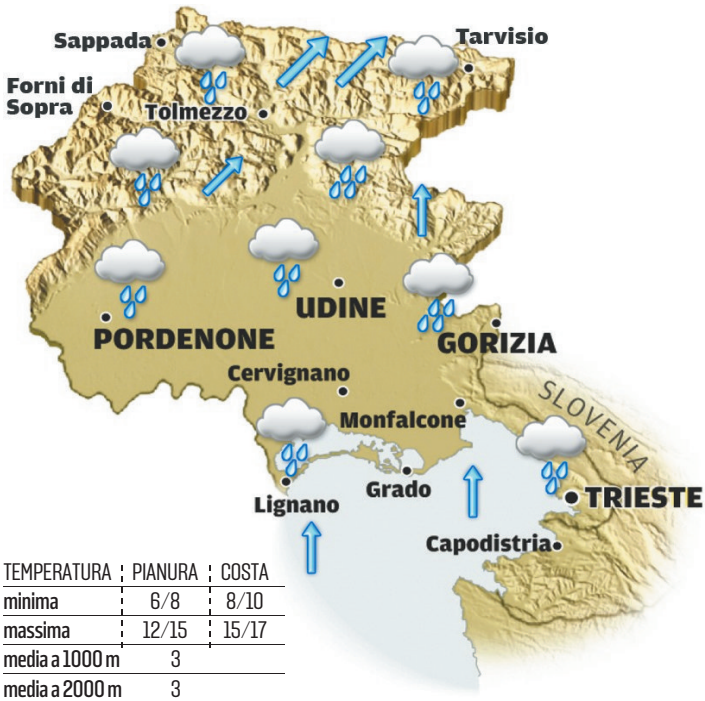 Sappada
Tarvisio
Forni di
Sopra
Tolmezzo
UDINE
PORDENONE
GORIZIA
Cervignano
SLOVENIA
Monfalcone
Grado
TRIESTE
Lignano
Capodistria
TEMPERATURA PIANURA COSTA
minima 6/8 8/10
massima 12/15 15/17
media a 1000 m 3
media a 2000 m 3